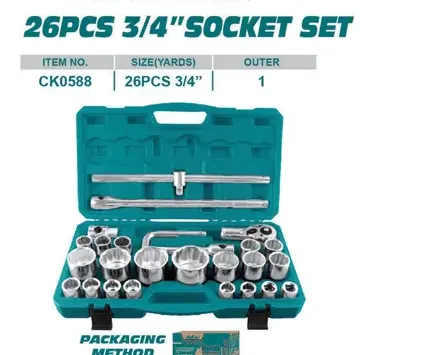 26PCS 3/4"SOCKET SET
ITEM NO. SIZE(YARDS) OUTER
CK0588 26PCS 3/4” 1
PACKAGING
METHOD